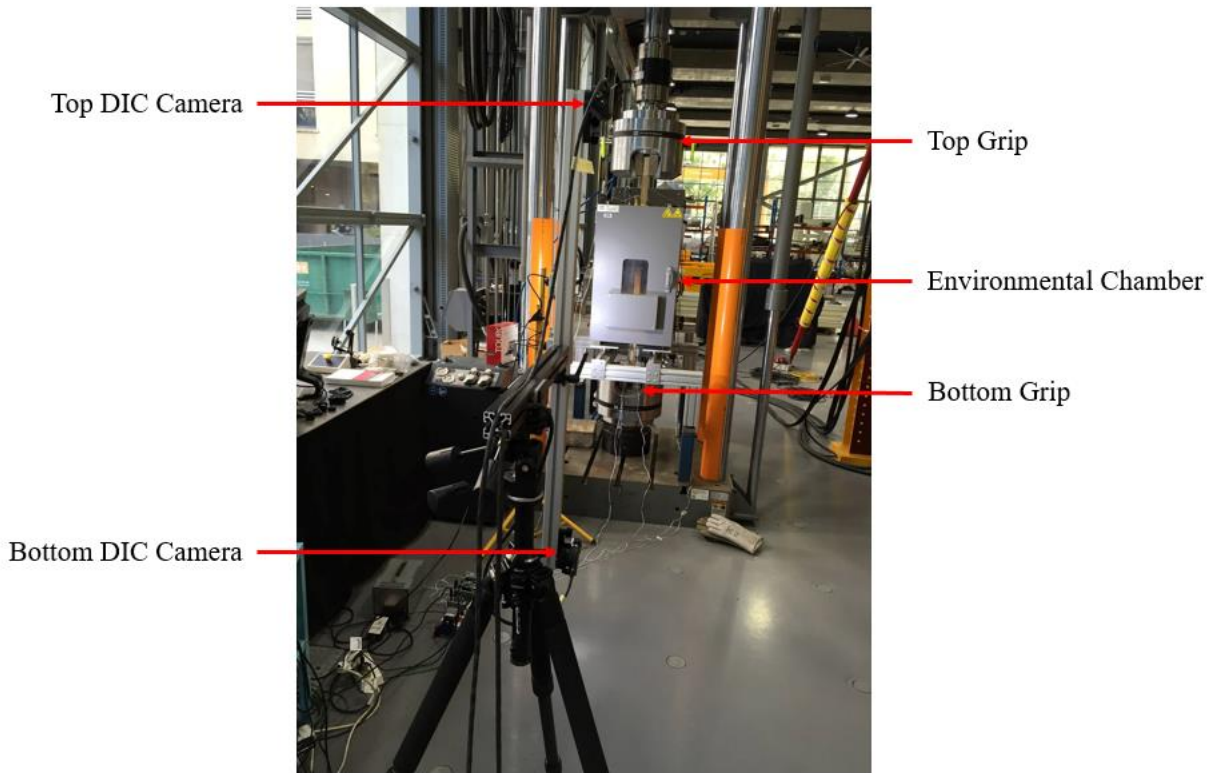 Top DIC Camera
Top Grip
Environmental Chamber
Bottom Grip
Bottom DIC Camera